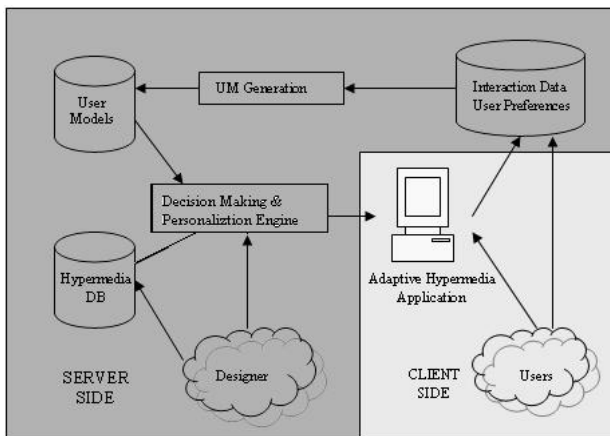 User
Models
UM Generation
Interaction Data
User Preferences
Decision Making &
Personaliztion Engine
Hypermedia
DB
Adaptive Hypermedia
Application
SERVER
SIDE
Designer
CLIENT
SIDE
Users